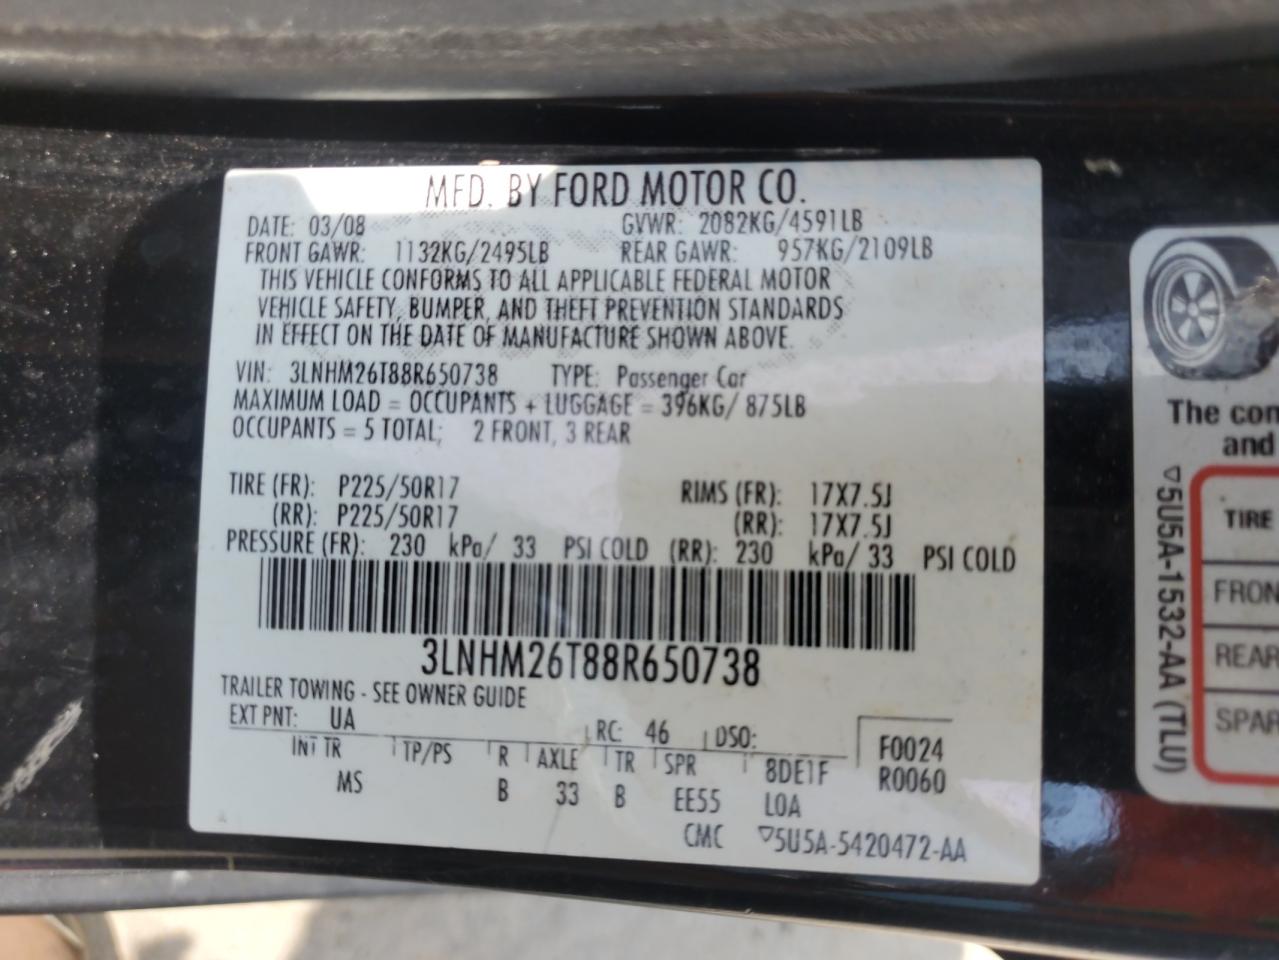 MFD. BY FORD MOTOR CO.
DATE: 03/08 GVWR: 2082KG/4591LB
FRONT GAWR: 1132KG/2495LB REAR GAWR: 957KG/2109LB
THIS VEHICLE CONFORMS TO ALL APPLICABLE FEDERAL MOTOR
VEHICLE SAFETY, BUMPER, AND THEFT PREVENTION STANDARDS
IN EFFECT ON THE DATE OF MANUFACTURE SHOWN ABOVE.
VIN: 3LNHM26T88R650738 TYPE: Passenger Car
MAXIMUM LOAD = OCCUPANTS + LUGGAGE = 396KG/ 875LB
OCCUPANTS = 5 TOTAL; 2 FRONT, 3 REAR
TIRE (FR): P225/50R17 RIMS (FR): 17X7.5J
(RR): P225/50R17 (RR): 17X7.5J
PRESSURE (FR): 230 kPa/ 33 PSI COLD (RR): 230 kPa/ 33 PSI COLD
3LNHM26T88R650738
TRAILER TOWING - SEE OWNER GUIDE
EXT PNT: UA RC: 46 DSO:
INT TR TP/PS R AXLE TR SPR 8DE1F F0024
MS B 33 B EE55 LOA R0060
CMC ▽5U5A-5420472-AA
The con
and
▽5U5A-1532-AA (TLU)
TIRE
FRON
REAR
SPAR